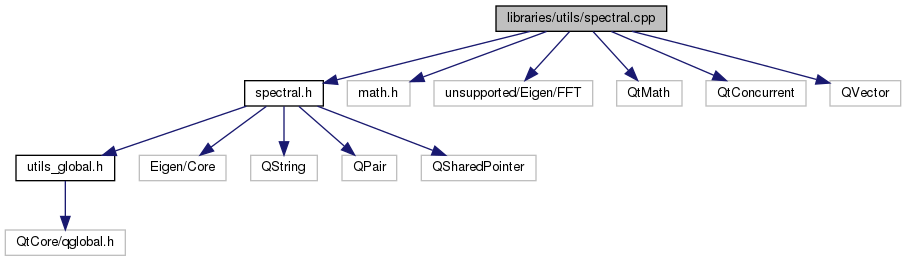 libraries/utils/spectral.cpp
spectral.h
math.h
unsupported/Eigen/FFT
QtMath
QtConcurrent
QVector
utils_global.h
Eigen/Core
QString
QPair
QSharedPointer
QtCore/qglobal.h